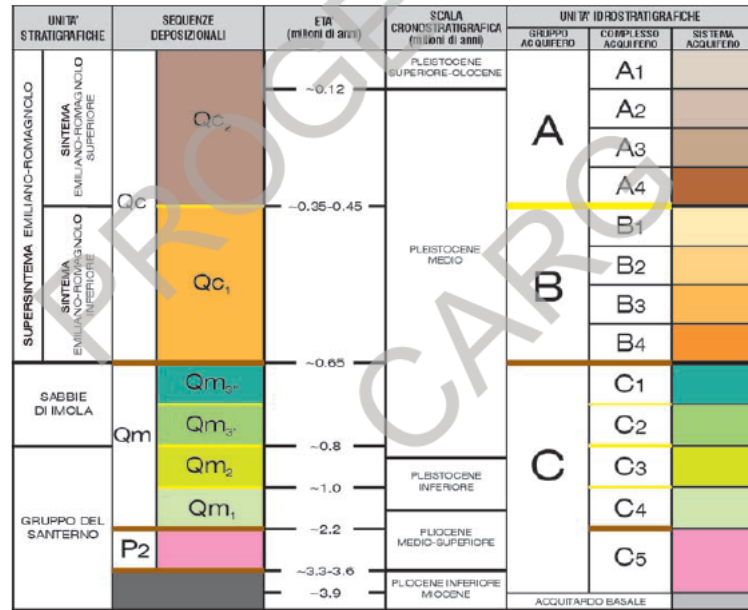 UNITA' STRATIGRAFICHE
SEQUENZE DEPOSIZIONALI
ETA' (milioni di anni)
SCALA CRONOSTRATIGRAFICA (milioni di anni)
UNITA' IDROSTRATIGRAFICHE
GRUPPO ACQUIFERO
COMPLESSO ACQUIFERO
SISTEMA ACQUIFERO
SUPERSINTEMA EMILIANO-ROMAGNOLO
SINTEMA EMILIANO-ROMAGNOLO SUPERIORE
SINTEMA EMILIANO-ROMAGNOLO INFERIORE
SABBIE DI IMOLA
GRUPPO DEL SANTERNO
Qc
Qc2
Qc1
Qm
Qm3"
Qm3'
Qm2
Qm1
P2
~0.12
~0.35-0.45
~0.65
~0.8
~1.0
~2.2
~3.3-3.6
~3.9
PLEISTOCENE SUPERIORE-OLOCENE
PLEISTOCENE MEDIO
PLEISTOCENE INFERIORE
PLIOCENE MEDIO-SUPERIORE
PLIOCENE INFERIORE MIOCENE
A
A1
A2
A3
A4
B
B1
B2
B3
B4
C
C1
C2
C3
C4
C5
ACQUITARDO BASALE
CARG